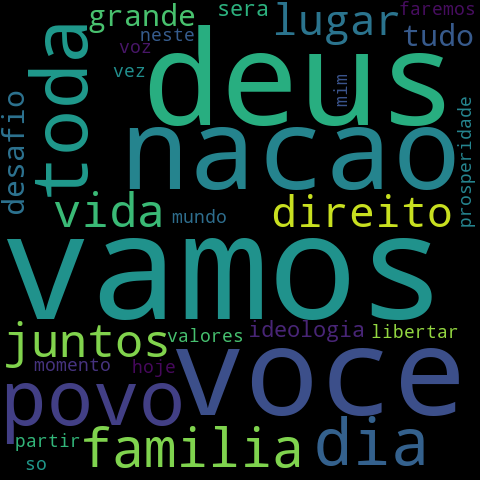 grande
sera
lugar
faremos
neste
tudo
voz
deus
toda
vez
mim
desafio
nacao
prosperidade
vida
mundo
direito
vamos
juntos
valores
ideologia
libertar
voce
momento
hoje
povo
familia
dia
partir
so